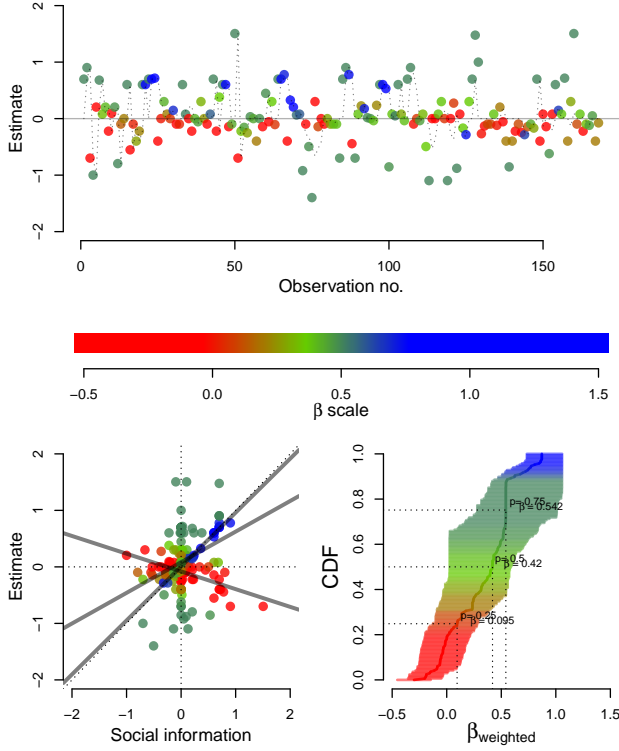 2
1
0
−1
−2
Estimate
0 50 100 150
Observation no.
−0.5 0.0 0.5 1.0 1.5
β scale
2
1
0
−1
−2
Estimate
−2 −1 0 1 2
Social information
1.0
0.8
0.6
0.4
0.2
0.0
CDF
p= 0.75
β = 0.542
p= 0.5
β = 0.42
p= 0.25
β = 0.095
−0.5 0.0 0.5 1.0 1.5
βweighted